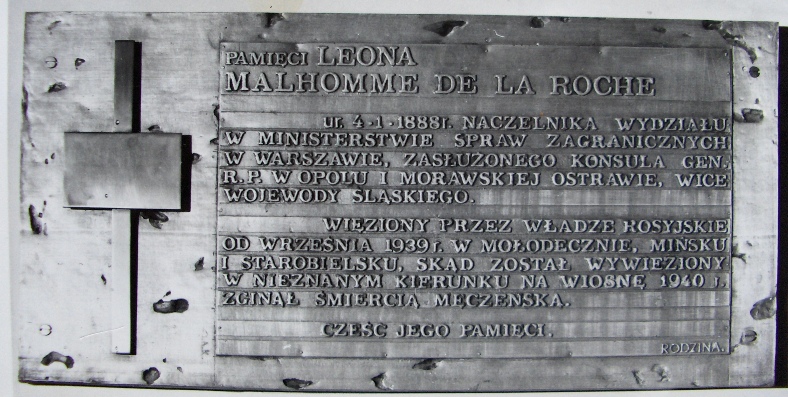 PAMIĘCI LEONA
MALHOMME DE LA ROCHE
ur. 4·1·1888r. NACZELNIKA WYDZIAŁU
W MINISTERSTWIE SPRAW ZAGRANICZNYCH
W WARSZAWIE, ZASŁUŻONEGO KONSULA GEN.
R.P. W OPOLU I MORAWSKIEJ OSTRAWIE, WICE
WOJEWODY ŚLĄSKIEGO.
WIĘZIONY PRZEZ WŁADZE ROSYJSKIE
OD WRZEŚNIA 1939 r. W MOŁODECZNIE, MIŃSKU
I STAROBIELSKU, SKĄD ZOSTAŁ WYWIEZIONY
W NIEZNANYM KIERUNKU NA WIOSNĘ 1940 r.
ZGINĄŁ ŚMIERCIĄ MĘCZEŃSKĄ.
CZEŚĆ JEGO PAMIĘCI.
RODZINA.